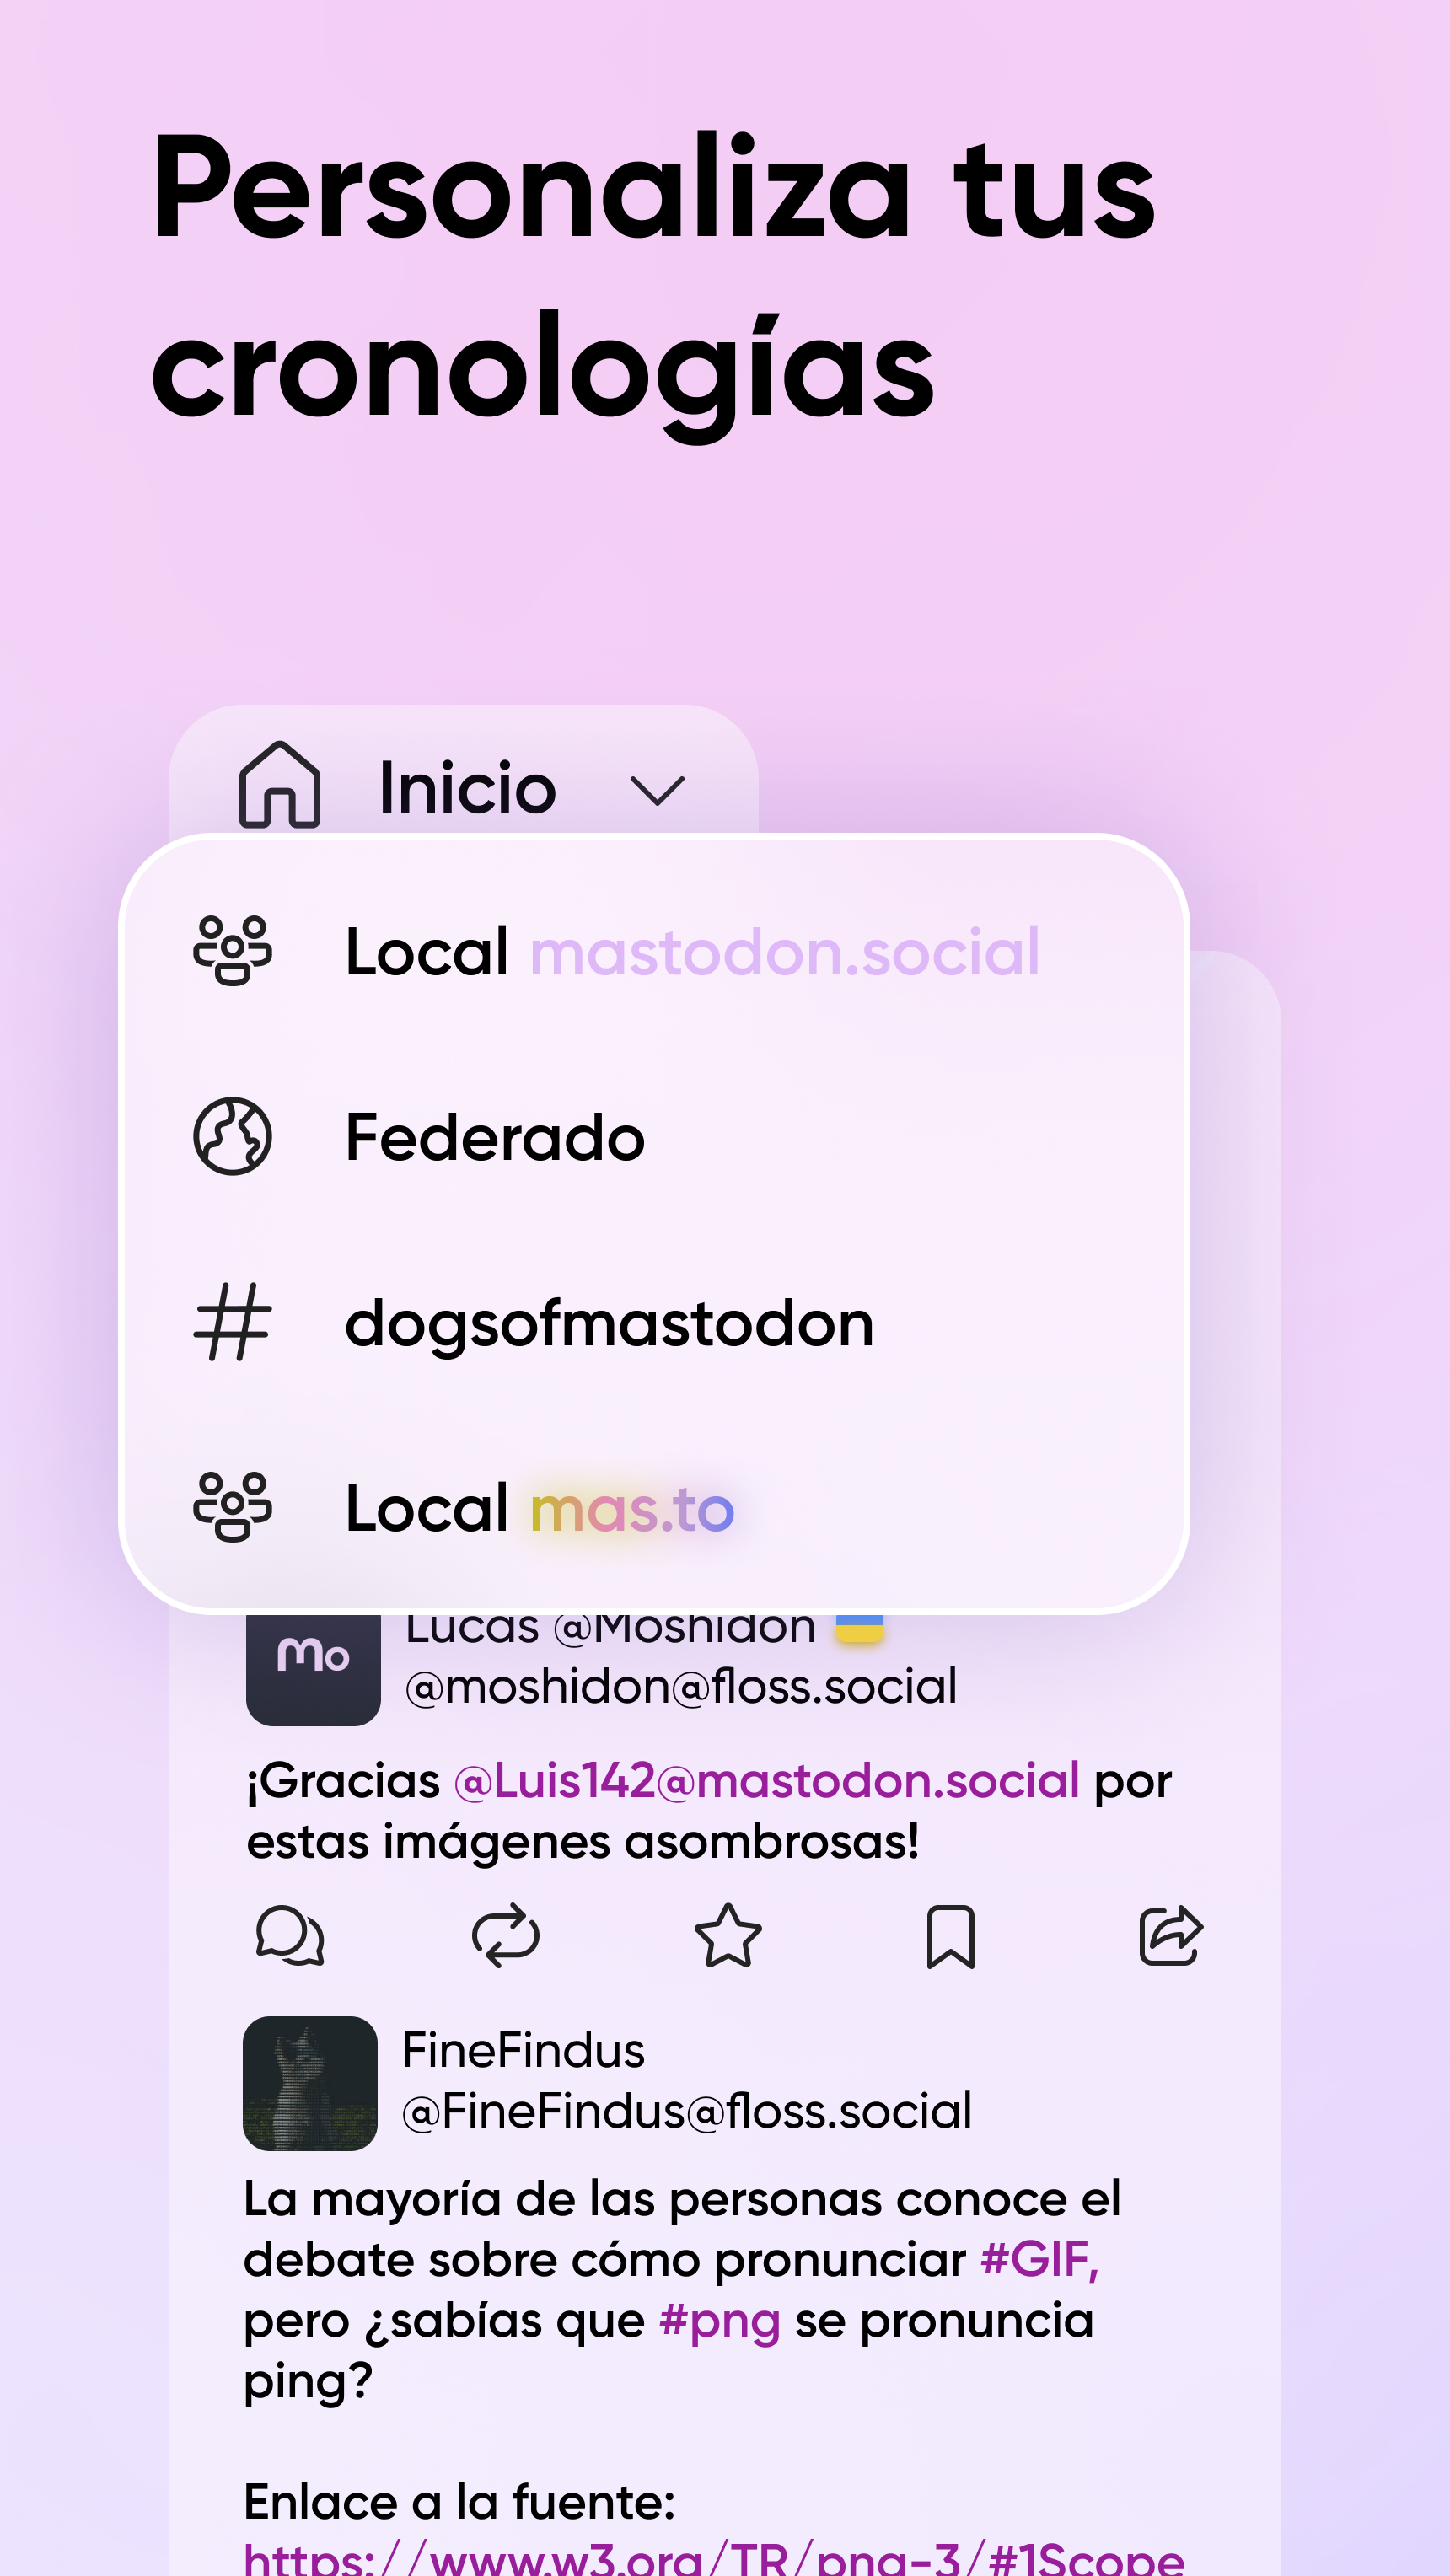 Personaliza tus
cronologías
Inicio
Local mastodon.social
Federado
dogsofmastodon
Local mas.to
Mo
Lucas @Moshidon
@moshidon@floss.social
¡Gracias @Luis142@mastodon.social por
estas imágenes asombrosas!
FineFindus
@FineFindus@floss.social
La mayoría de las personas conoce el
debate sobre cómo pronunciar #GIF,
pero ¿sabías que #png se pronuncia
ping?
Enlace a la fuente:
https://www.w3.org/TR/png-3/#1Scope